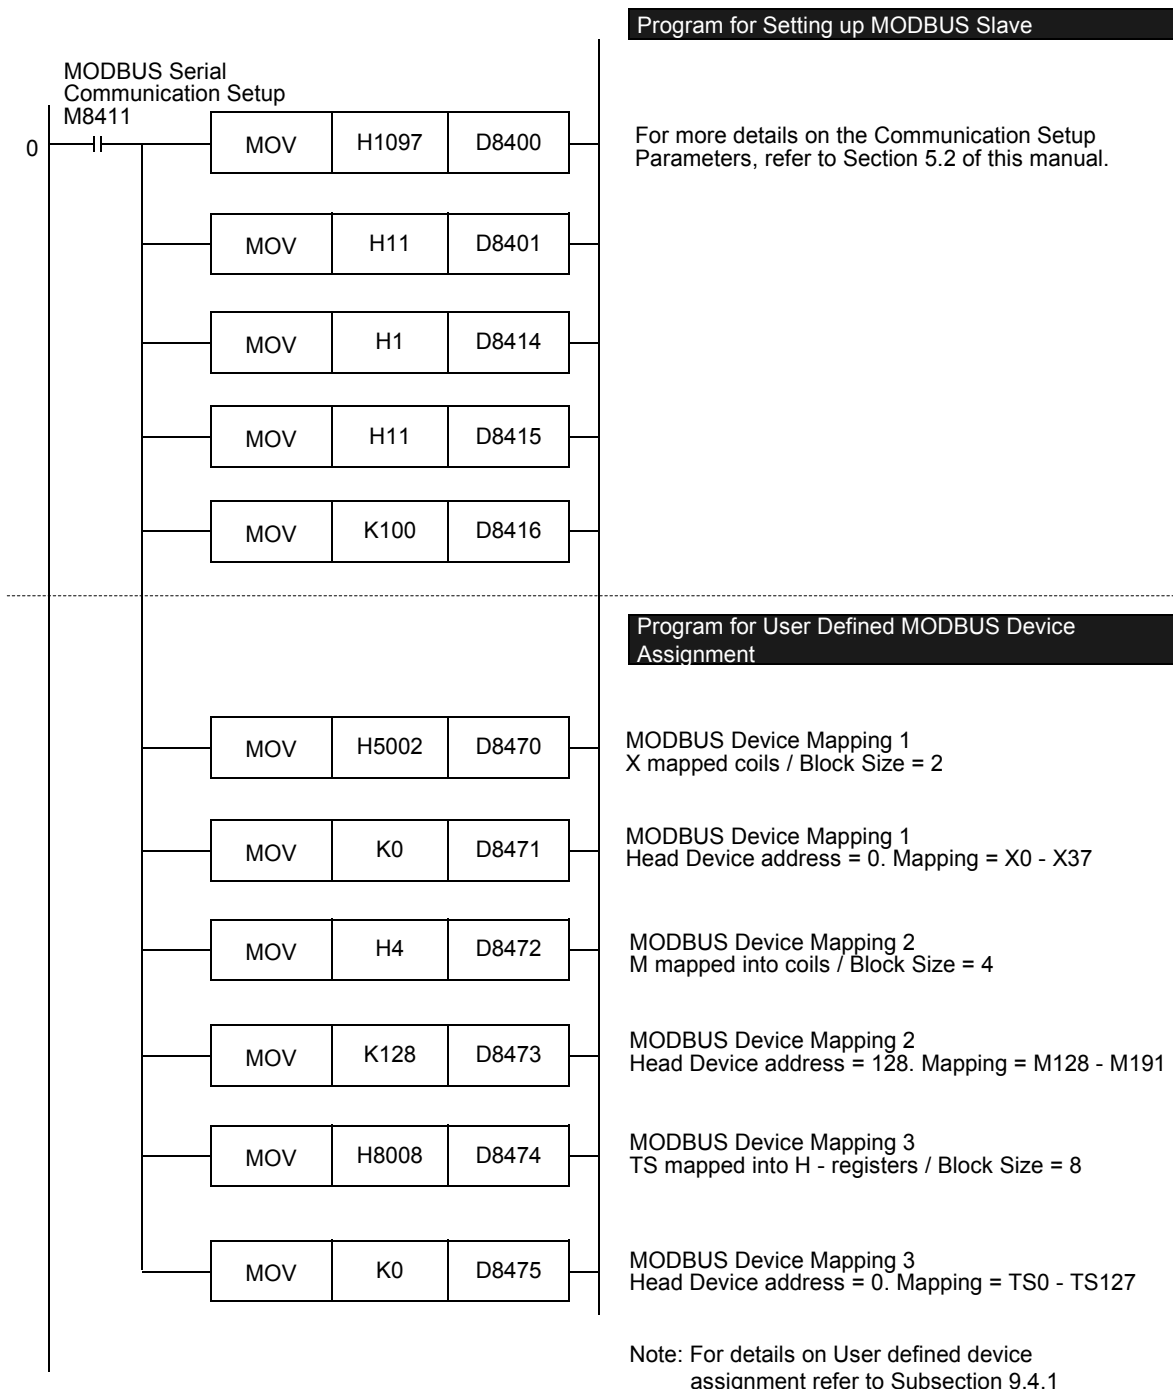 Program for Setting up MODBUS Slave
MODBUS Serial
Communication Setup
M8411
0
MOV H1097 D8400
For more details on the Communication Setup
Parameters, refer to Section 5.2 of this manual.
MOV H11 D8401
MOV H1 D8414
MOV H11 D8415
MOV K100 D8416
Program for User Defined MODBUS Device
Assignment
MOV H5002 D8470
MODBUS Device Mapping 1
X mapped coils / Block Size = 2
MOV K0 D8471
MODBUS Device Mapping 1
Head Device address = 0. Mapping = X0 - X37
MOV H4 D8472
MODBUS Device Mapping 2
M mapped into coils / Block Size = 4
MOV K128 D8473
MODBUS Device Mapping 2
Head Device address = 128. Mapping = M128 - M191
MOV H8008 D8474
MODBUS Device Mapping 3
TS mapped into H - registers / Block Size = 8
MOV K0 D8475
MODBUS Device Mapping 3
Head Device address = 0. Mapping = TS0 - TS127
Note: For details on User defined device
assignment refer to Subsection 9.4.1